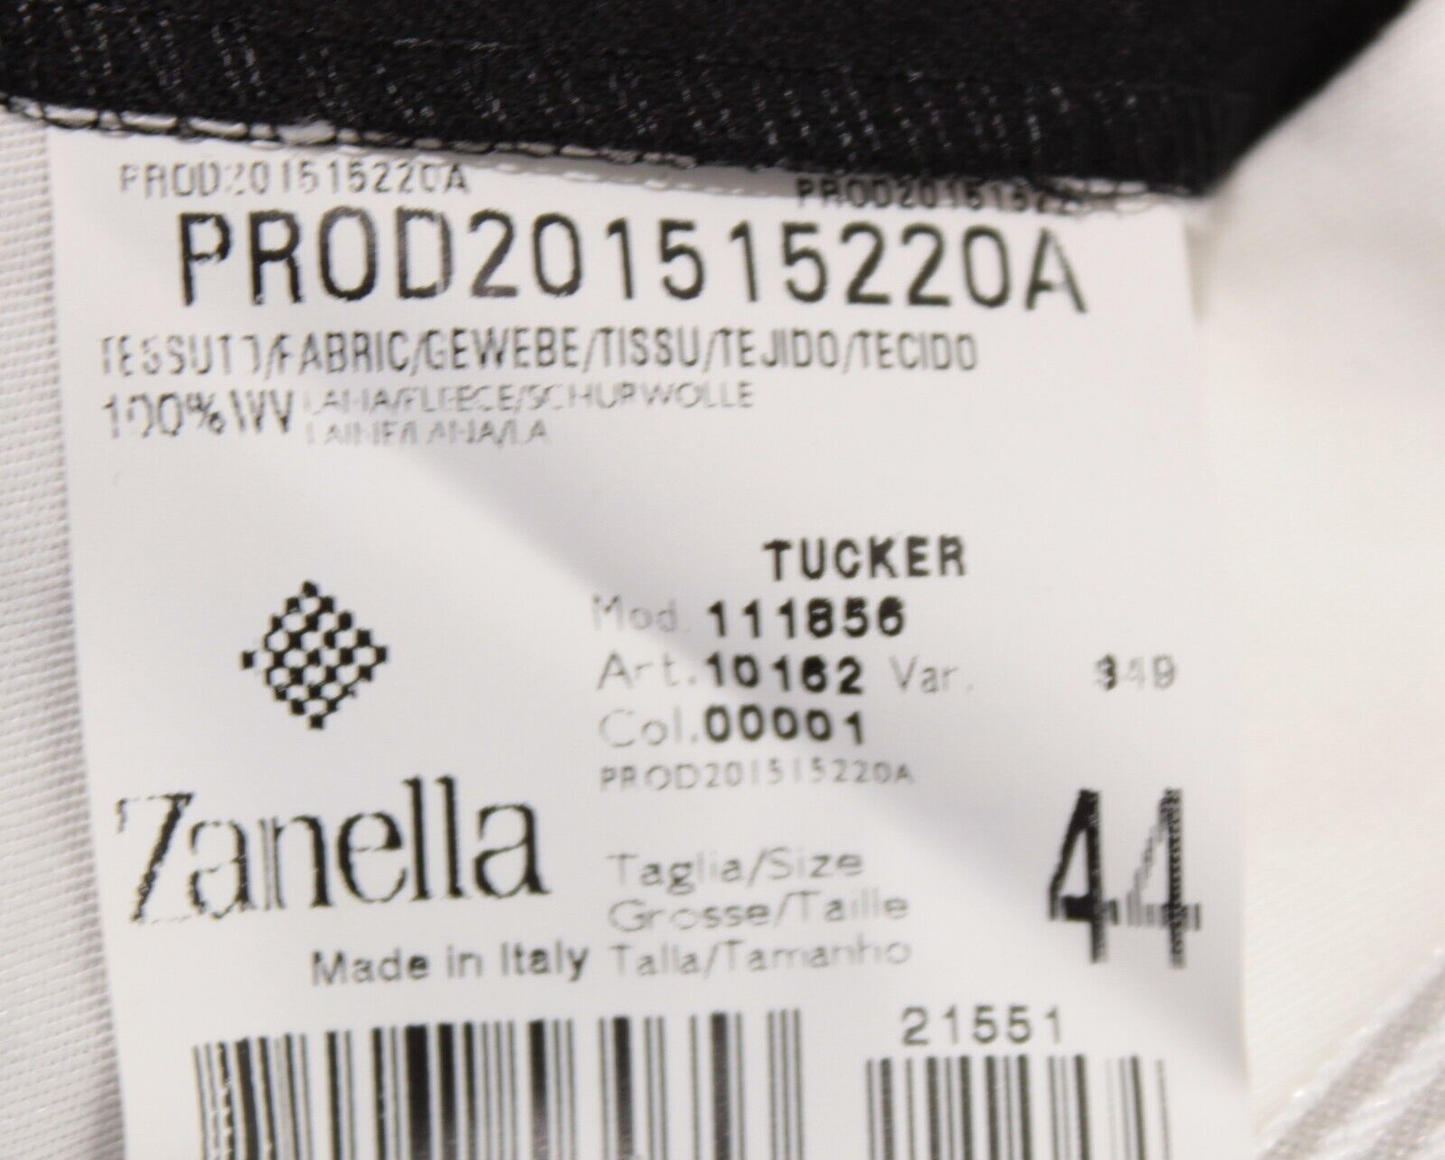 PROD201515220A
PROD20151522
PROD201515220A
TESSUTO/FABRIC/GEWEBE/TISSU/TEJIDO/TECIDO
100%WV LANA/FLEECE/SCHURWOLLE
LAINE/LANA/LA
TUCKER
Mod. 111856
Art. 10162 Var. 349
Col. 00001
PROD201515220A
Zanella
Made in Italy
Taglia/Size
Grosse/Taille
Talla/Tamanho
44
21551